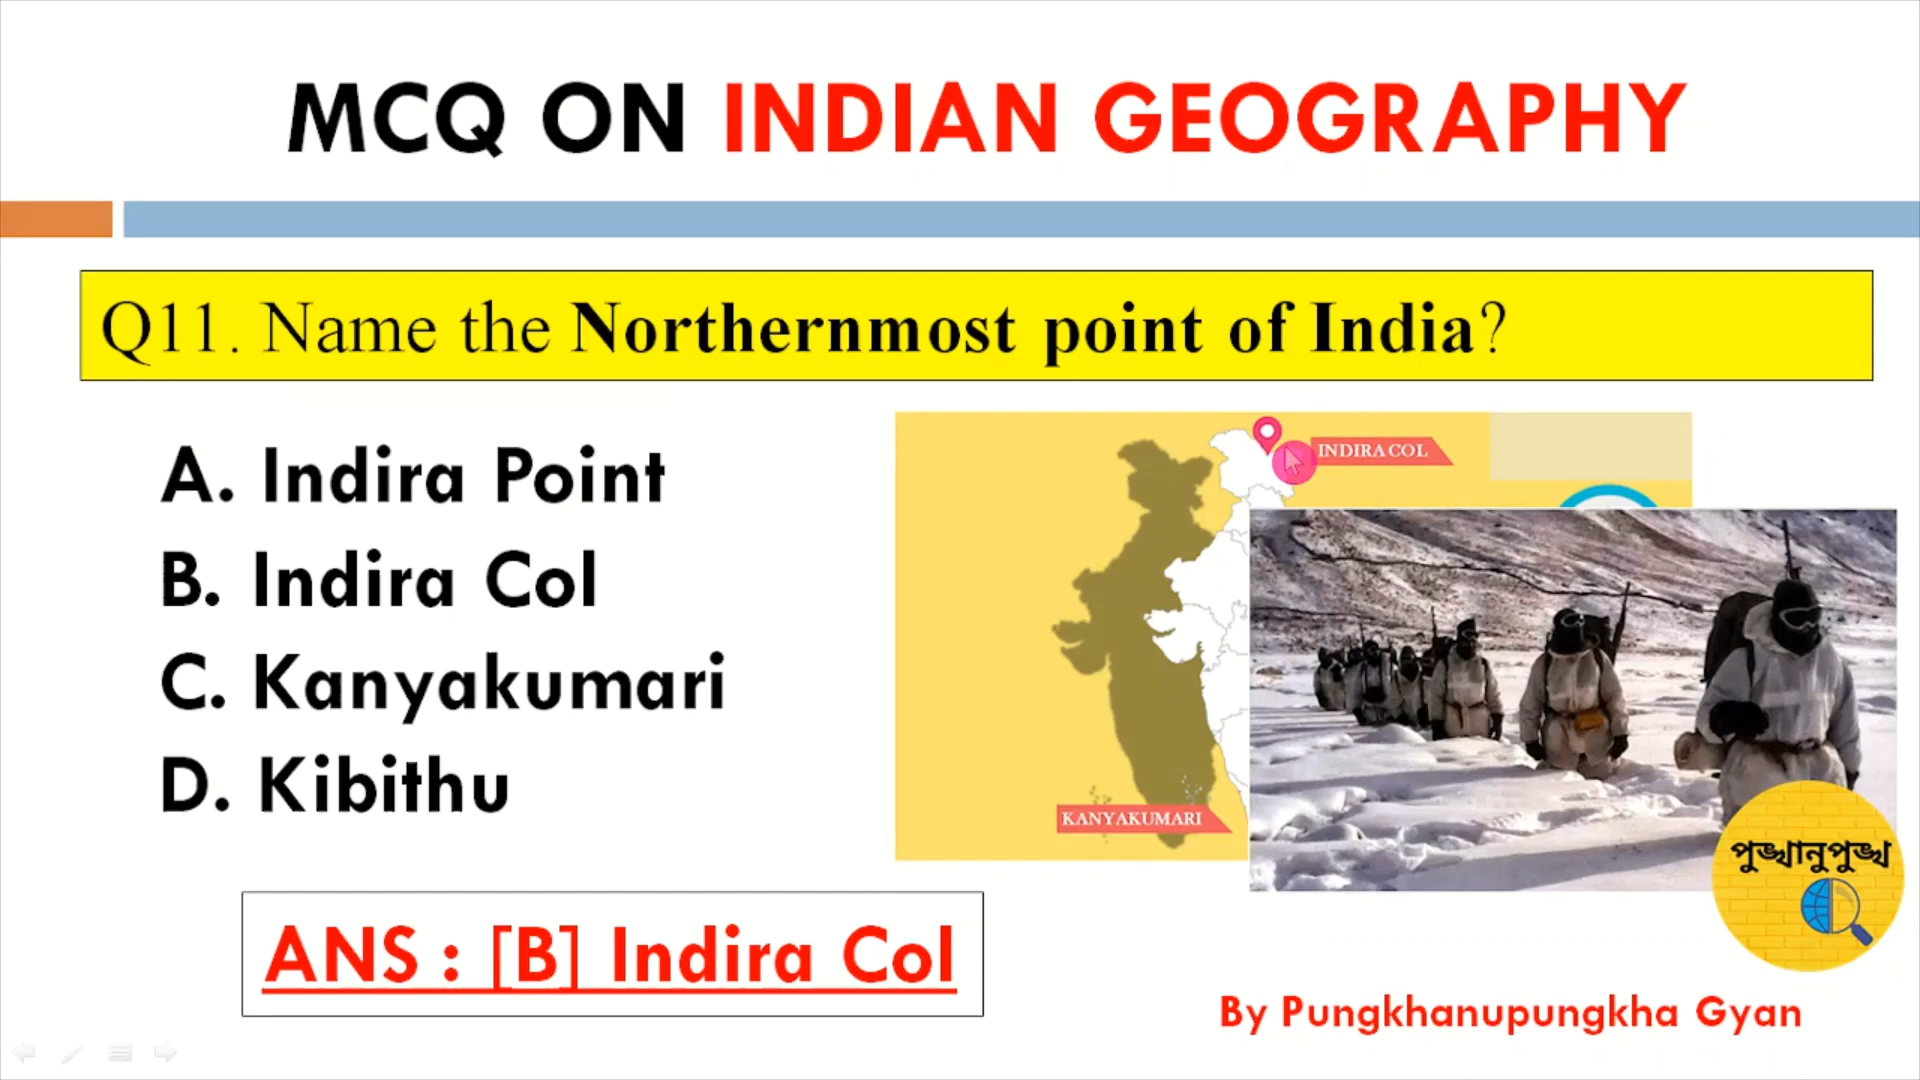 MCQ ON INDIAN GEOGRAPHY
Q11. Name the Northernmost point of India?
A. Indira Point
B. Indira Col
C. Kanyakumari
D. Kibithu
INDIRA COL
KANYAKUMARI
ANS : [B] Indira Col
পুঙ্খানুপুঙ্খ
By Pungkhanupungkha Gyan